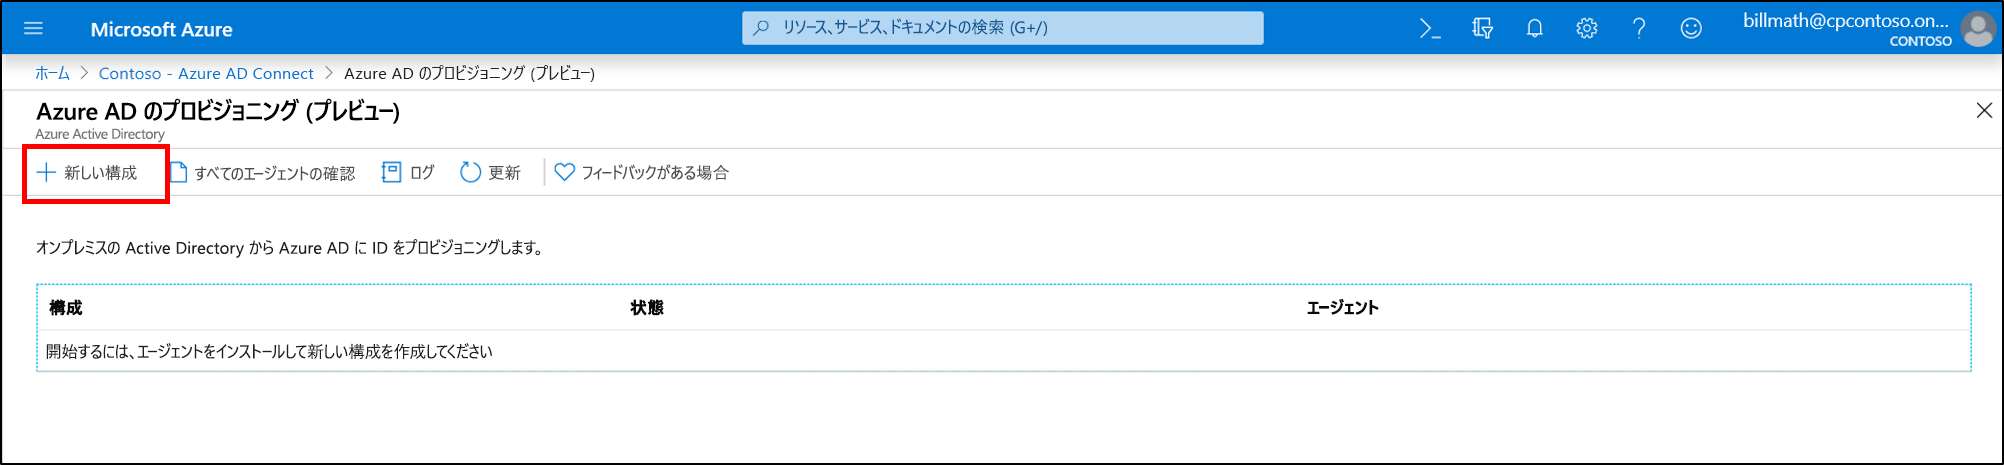 Microsoft Azure
リソース、サービス、ドキュメントの検索 (G+/)
billmath@cpcontoso.on...
CONTOSO
ホーム > Contoso - Azure AD Connect > Azure AD のプロビジョニング (プレビュー)
Azure AD のプロビジョニング (プレビュー)
Azure Active Directory
新しい構成 すべてのエージェントの確認 ログ 更新 フィードバックがある場合
オンプレミスの Active Directory から Azure AD に ID をプロビジョニングします。
構成 状態 エージェント
開始するには、エージェントをインストールして新しい構成を作成してください